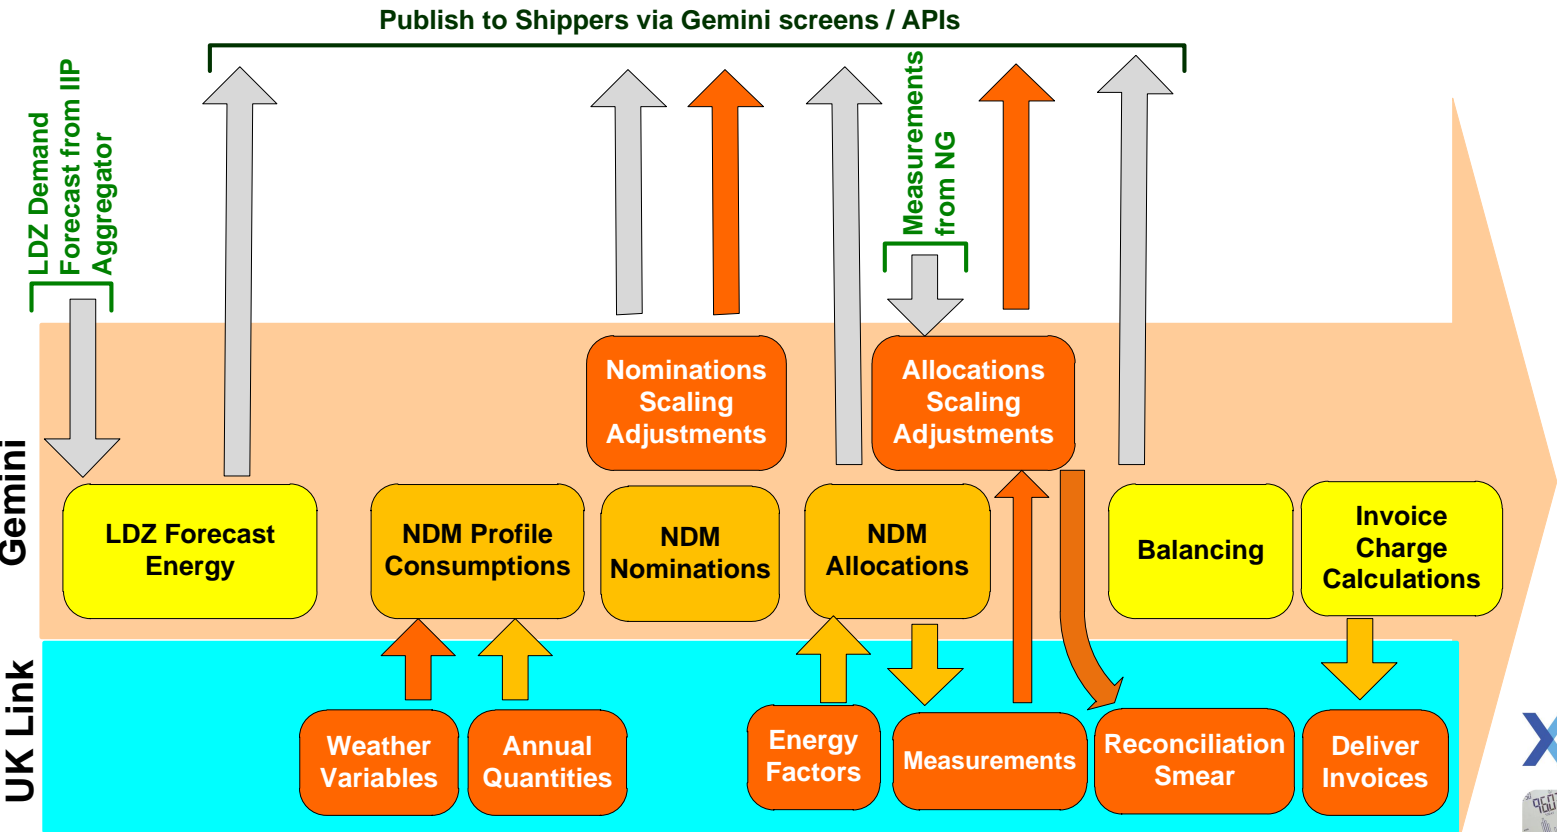 Publish to Shippers via Gemini screens / APIs
LDZ Demand
Forecast from IIP
Aggregator
Measurements
from NG
Gemini
Nominations
Scaling
Adjustments
Allocations
Scaling
Adjustments
LDZ Forecast
Energy
NDM Profile
Consumptions
NDM
Nominations
NDM
Allocations
Balancing
Invoice
Charge
Calculations
UK Link
Weather
Variables
Annual
Quantities
Energy
Factors
Measurements
Reconciliation
Smear
Deliver
Invoices